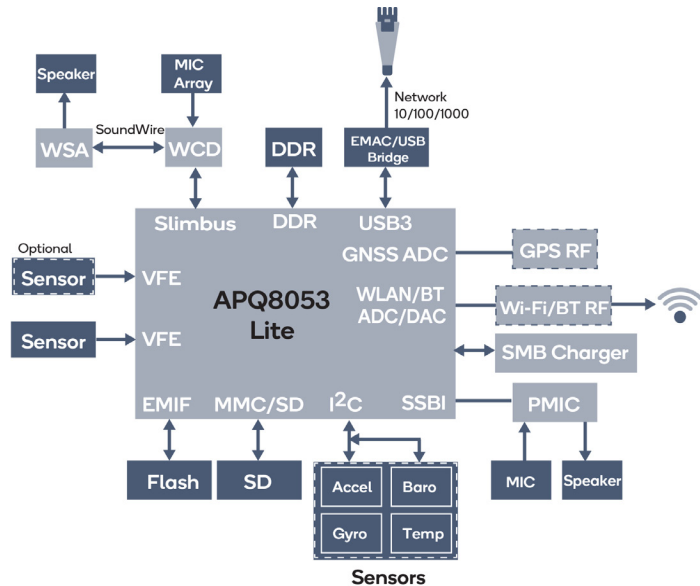 Speaker
MIC
Array
Network
10/100/1000
SoundWire
WSA
WCD
DDR
EMAC/USB
Bridge
Slimbus
DDR
USB3
GNSS ADC
GPS RF
Optional
Sensor
VFE
APQ8053
Lite
WLAN/BT
ADC/DAC
Wi-Fi/BT RF
Sensor
VFE
SMB Charger
EMIF
MMC/SD
I2C
SSBI
PMIC
Flash
SD
Accel
Baro
MIC
Speaker
Gyro
Temp
Sensors